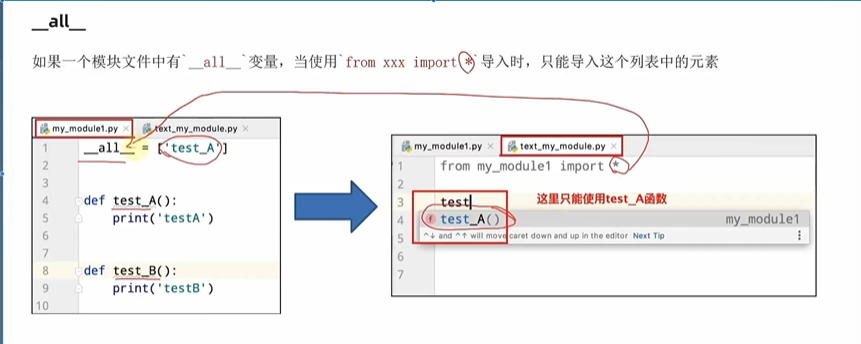 __all__
如果一个模块文件中有`__all__`变量，当使用`from xxx import *`导入时，只能导入这个列表中的元素
my_module1.py × text_my_module.py ×
1 __all__ = ['test_A']
2
3
4 def test_A():
5 print('testA')
6
7
8 def test_B():
9 print('testB')
10
my_module1.py × text_my_module.py ×
1 from my_module1 import *
2
3 test 这里只能使用test_A函数
4 f test_A() my_module1
5 ^↓ and ^↑ will move caret down and up in the editor Next Tip
6
7